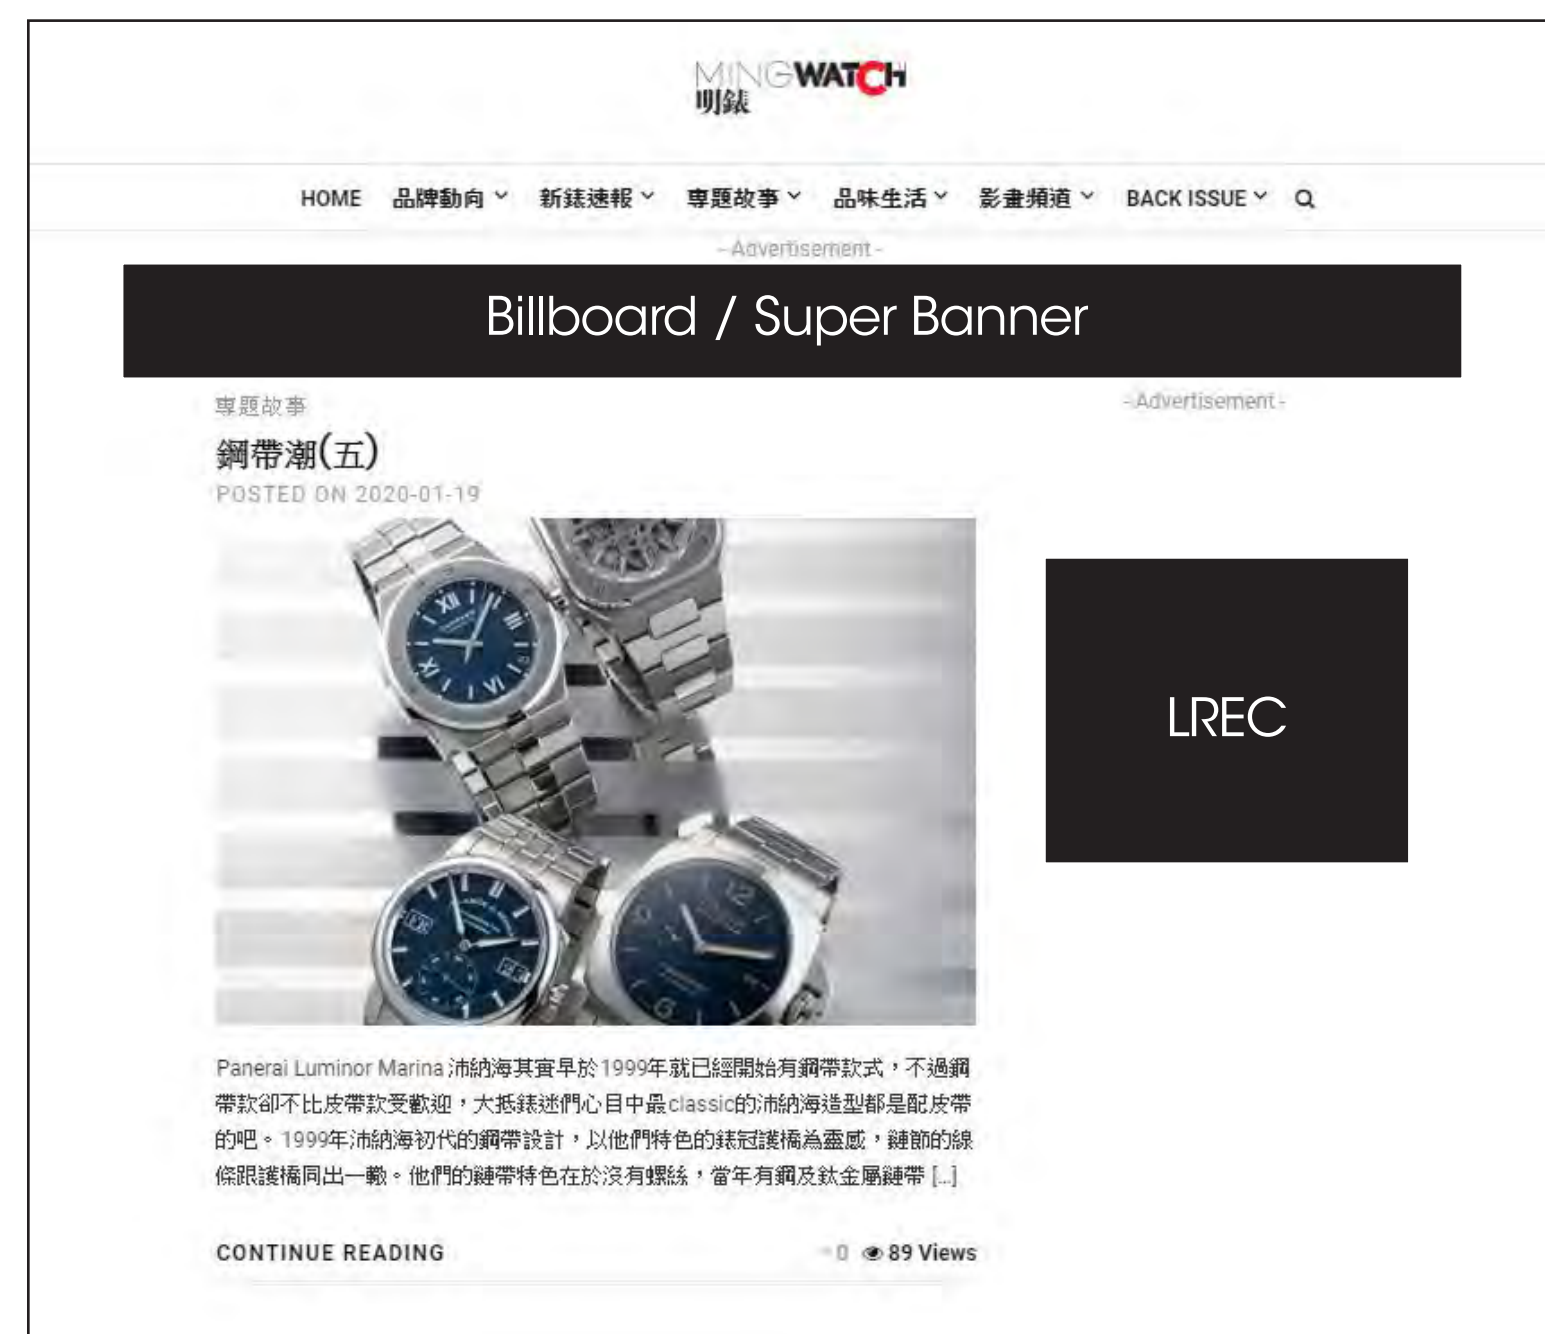 MINGWATCH
明錶
HOME 品牌動向 新錶速報 專題故事 品味生活 影畫頻道 BACK ISSUE
- Advertisement -
Billboard / Super Banner
專題故事
- Advertisement -
鋼帶潮(五)
POSTED ON 2020-01-19
XII III VI IX
LREC
12
6
Panerai Luminor Marina 沛納海其實早於1999年就已經開始有鋼帶款式，不過鋼
帶款卻不比皮帶款受歡迎，大抵錶迷們心目中最classic的沛納海造型都是配皮帶
的吧。1999年沛納海初代的鋼帶設計，以他們特色的錶冠護橋為靈感，鏈節的線
條跟護橋同出一轍。他們的鏈帶特色在於沒有螺絲，當年有鋼及鈦金屬鏈帶 [...]
CONTINUE READING 0 89 Views